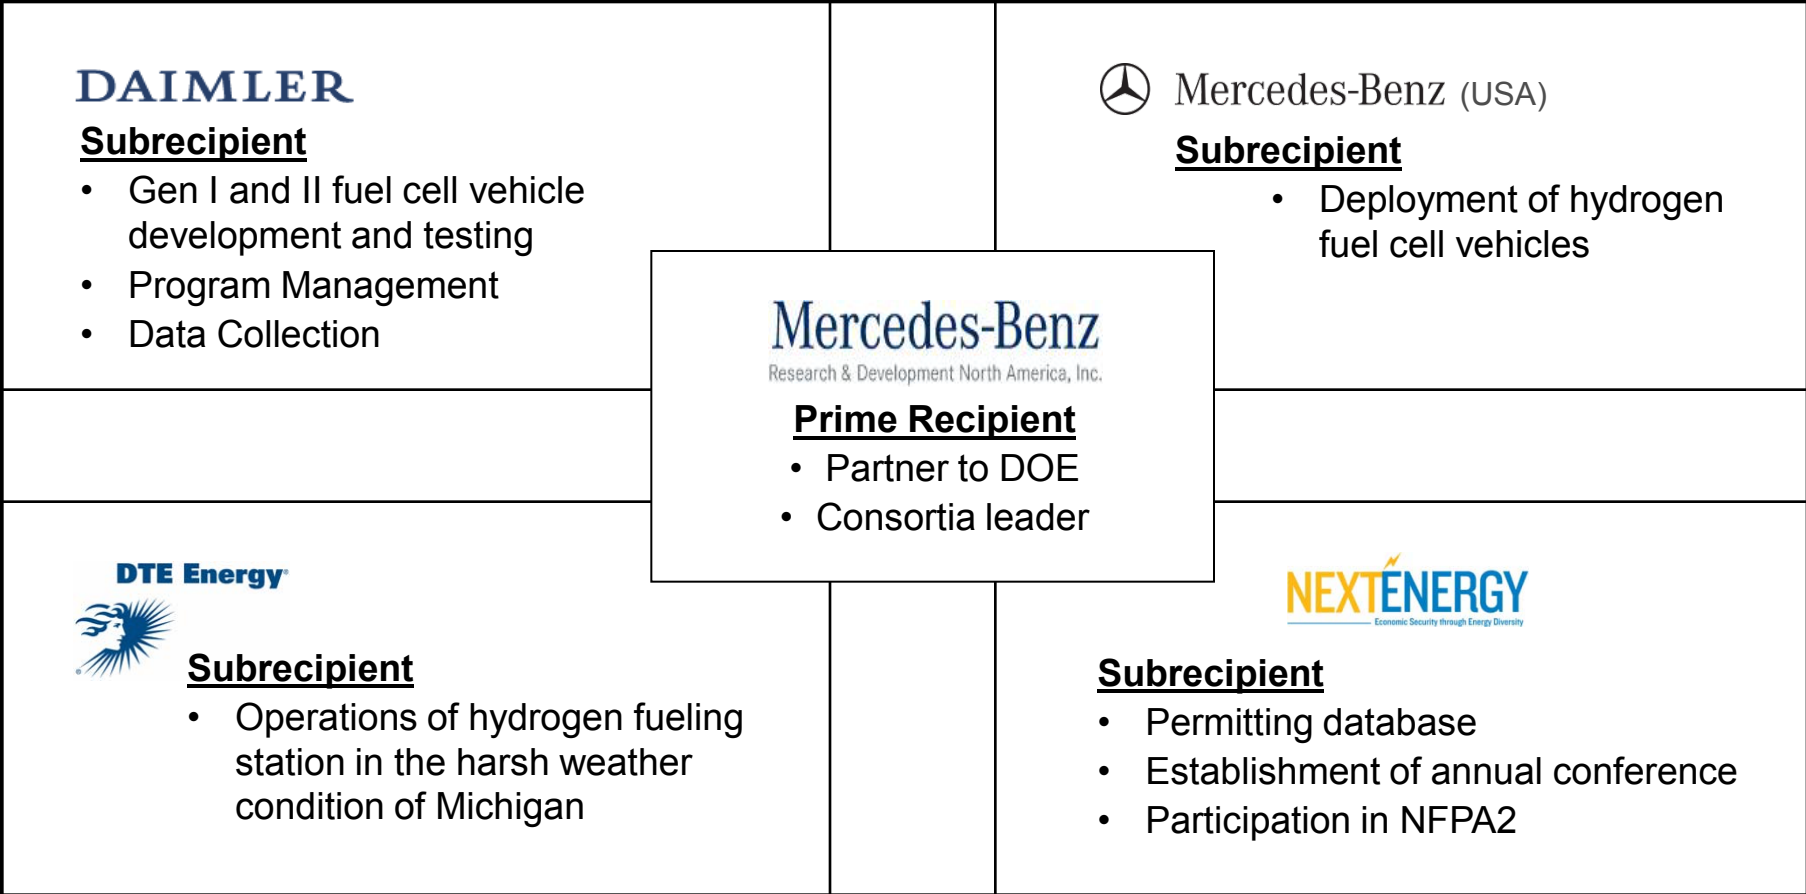 DAIMLER
Subrecipient
• Gen I and II fuel cell vehicle
development and testing
• Program Management
• Data Collection
Mercedes-Benz (USA)
Subrecipient
• Deployment of hydrogen
fuel cell vehicles
Mercedes-Benz
Research & Development North America, Inc.
Prime Recipient
• Partner to DOE
• Consortia leader
DTE Energy®
Subrecipient
• Operations of hydrogen fueling
station in the harsh weather
condition of Michigan
NEXTENERGY
Economic Security through Energy Diversity
Subrecipient
• Permitting database
• Establishment of annual conference
• Participation in NFPA2